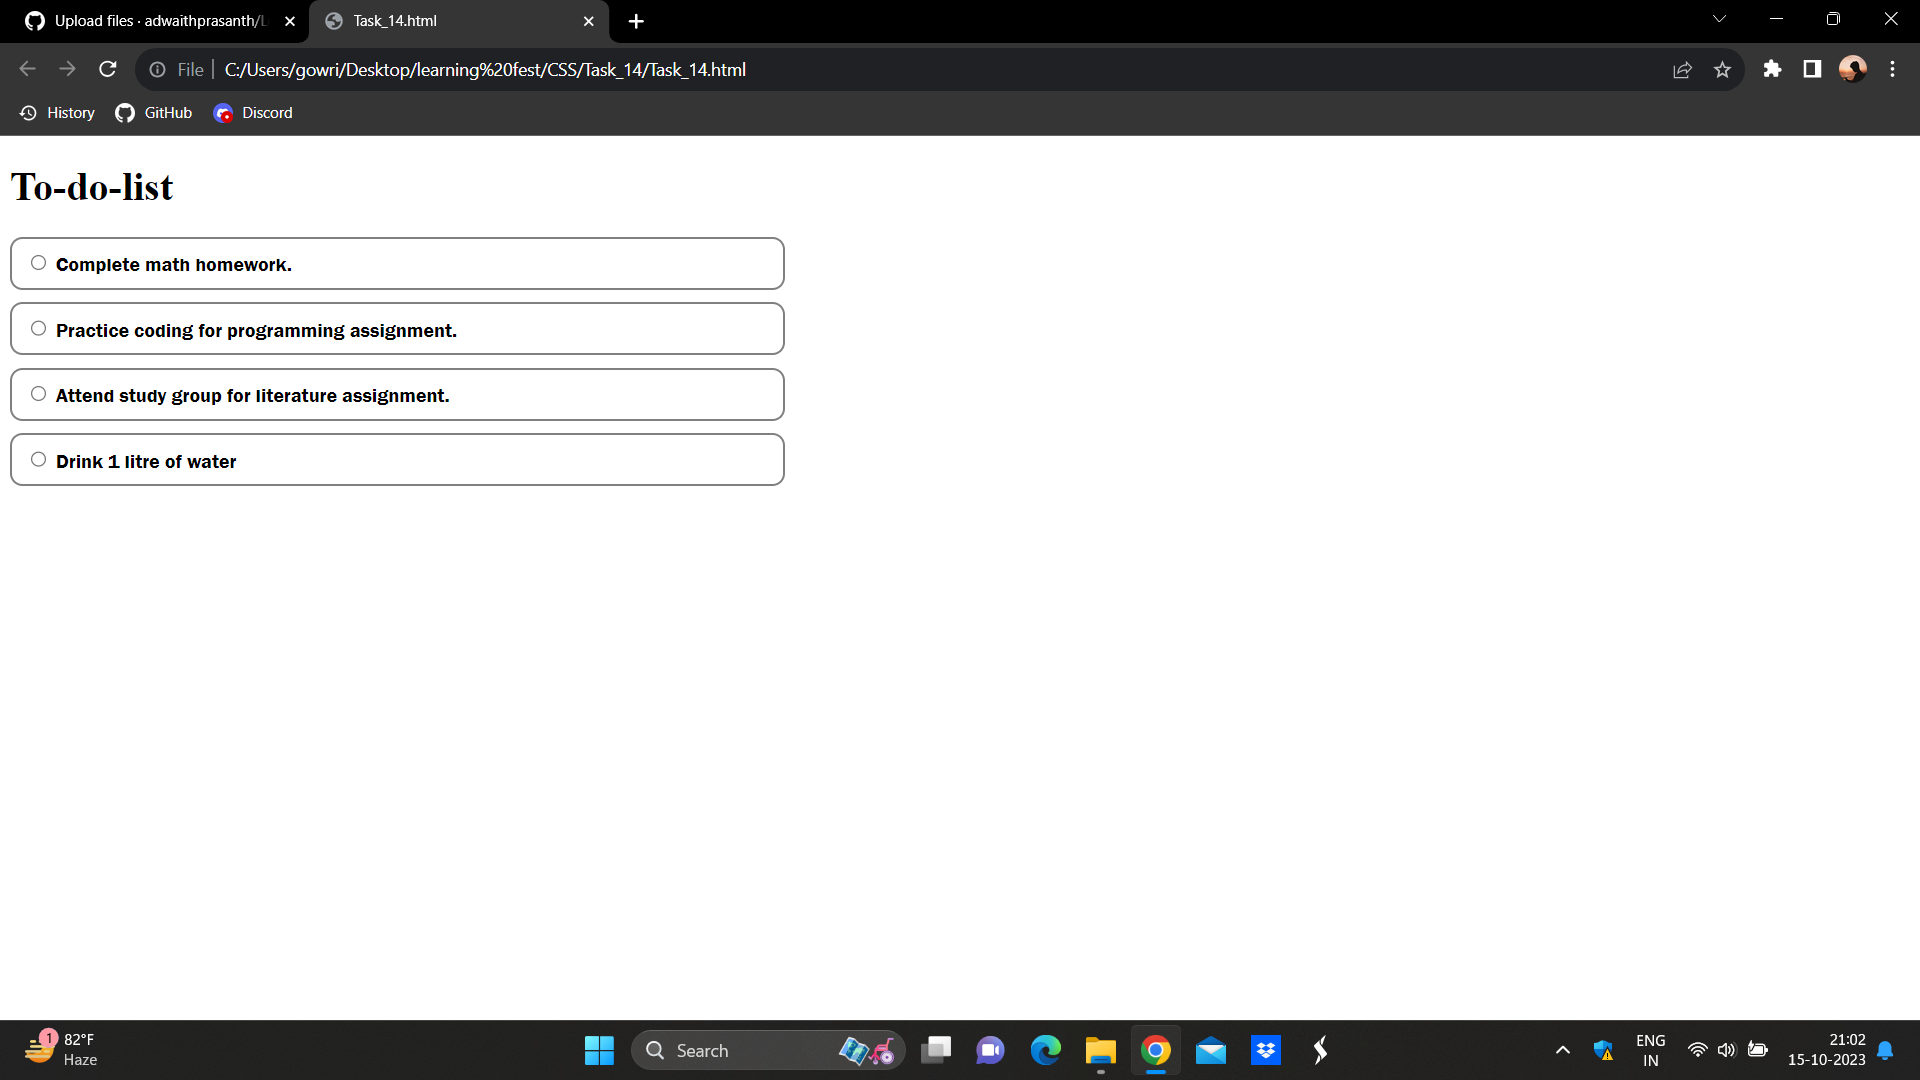 Upload files · adwaithprasanth/L
Task_14.html
File
C:/Users/gowri/Desktop/learning%20fest/CSS/Task_14/Task_14.html
History
GitHub
Discord
To-do-list
Complete math homework.
Practice coding for programming assignment.
Attend study group for literature assignment.
Drink 1 litre of water
1
82°F
Haze
Search
ENG
IN
21:02
15-10-2023